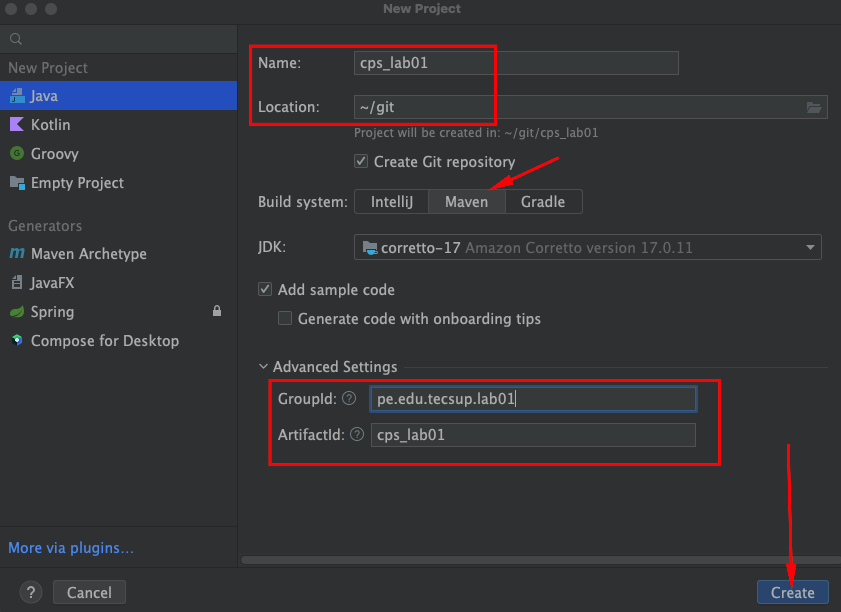 New Project
New Project
Java
Kotlin
Groovy
Empty Project
Generators
Maven Archetype
JavaFX
Spring
Compose for Desktop
More via plugins...
Name: cps_lab01
Location: ~/git
Project will be created in: ~/git/cps_lab01
Create Git repository
Build system: IntelliJ Maven Gradle
JDK: corretto-17 Amazon Corretto version 17.0.11
Add sample code
Generate code with onboarding tips
Advanced Settings
GroupId: ? pe.edu.tecsup.lab01
ArtifactId: ? cps_lab01
? Cancel Create